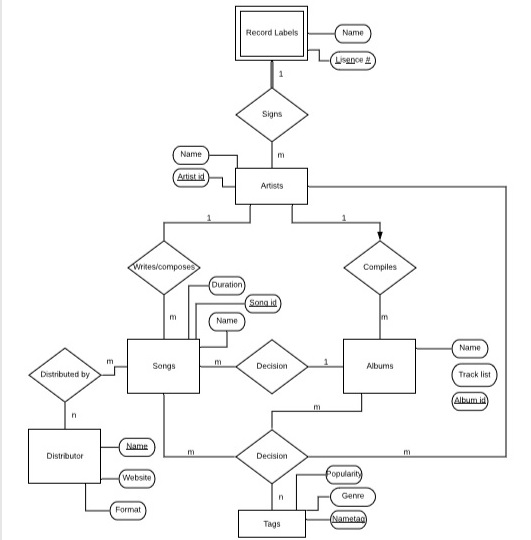 Record Labels
Name
Lisence #
1
Signs
m
Name
Artist id
Artists
1
1
Writes/composes
Compiles
Duration
Song id
Name
m
m
Distributed by
m
Songs
m
Decision
1
Albums
Name
Track list
Album id
n
m
Distributor
Name
Website
Format
m
Decision
m
n
Popularity
Genre
Nametag
Tags